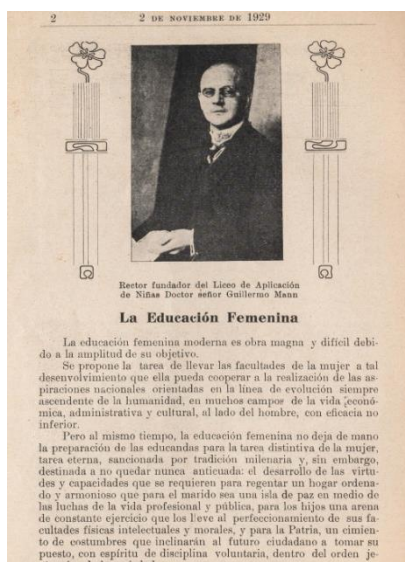 2
2 DE NOVIEMBRE DE 1929
Rector fundador del Liceo de Aplicación
de Niñas Doctor señor Guillermo Mann
La Educación Femenina
La educación femenina moderna es obra magna y difícil debi-
do a la amplitud de su objetivo.
Se propone la tarea de llevar las facultades de la mujer a tal
desenvolvimiento que ella pueda cooperar a la realización de las as-
piraciones nacionales orientadas en la línea de evolución siempre
ascendente de la humanidad, en muchos campos de la vida econó-
mica, administrativa y cultural, al lado del hombre, con eficacia no
inferior.
Pero al mismo tiempo, la educación femenina no deja de mano
la preparación de las educandas para la tarea distintiva de la mujer,
tarea eterna, sancionada por tradición milenaria y, sin embargo,
destinada a no quedar nunca anticuada: el desarrollo de las virtu-
des y capacidades que se requieren para regentar un hogar ordena-
do y armonioso que para el marido sea una isla de paz en medio de
las luchas de la vida profesional y pública, para los hijos una arena
de constante ejercicio que los lleve al perfeccionamiento de sus fa-
cultades físicas intelectuales y morales, y para la Patria, un cimien-
to de costumbres que inclinarán al futuro ciudadano a tomar su
puesto, con espíritu de disciplina voluntaria, dentro del orden je-